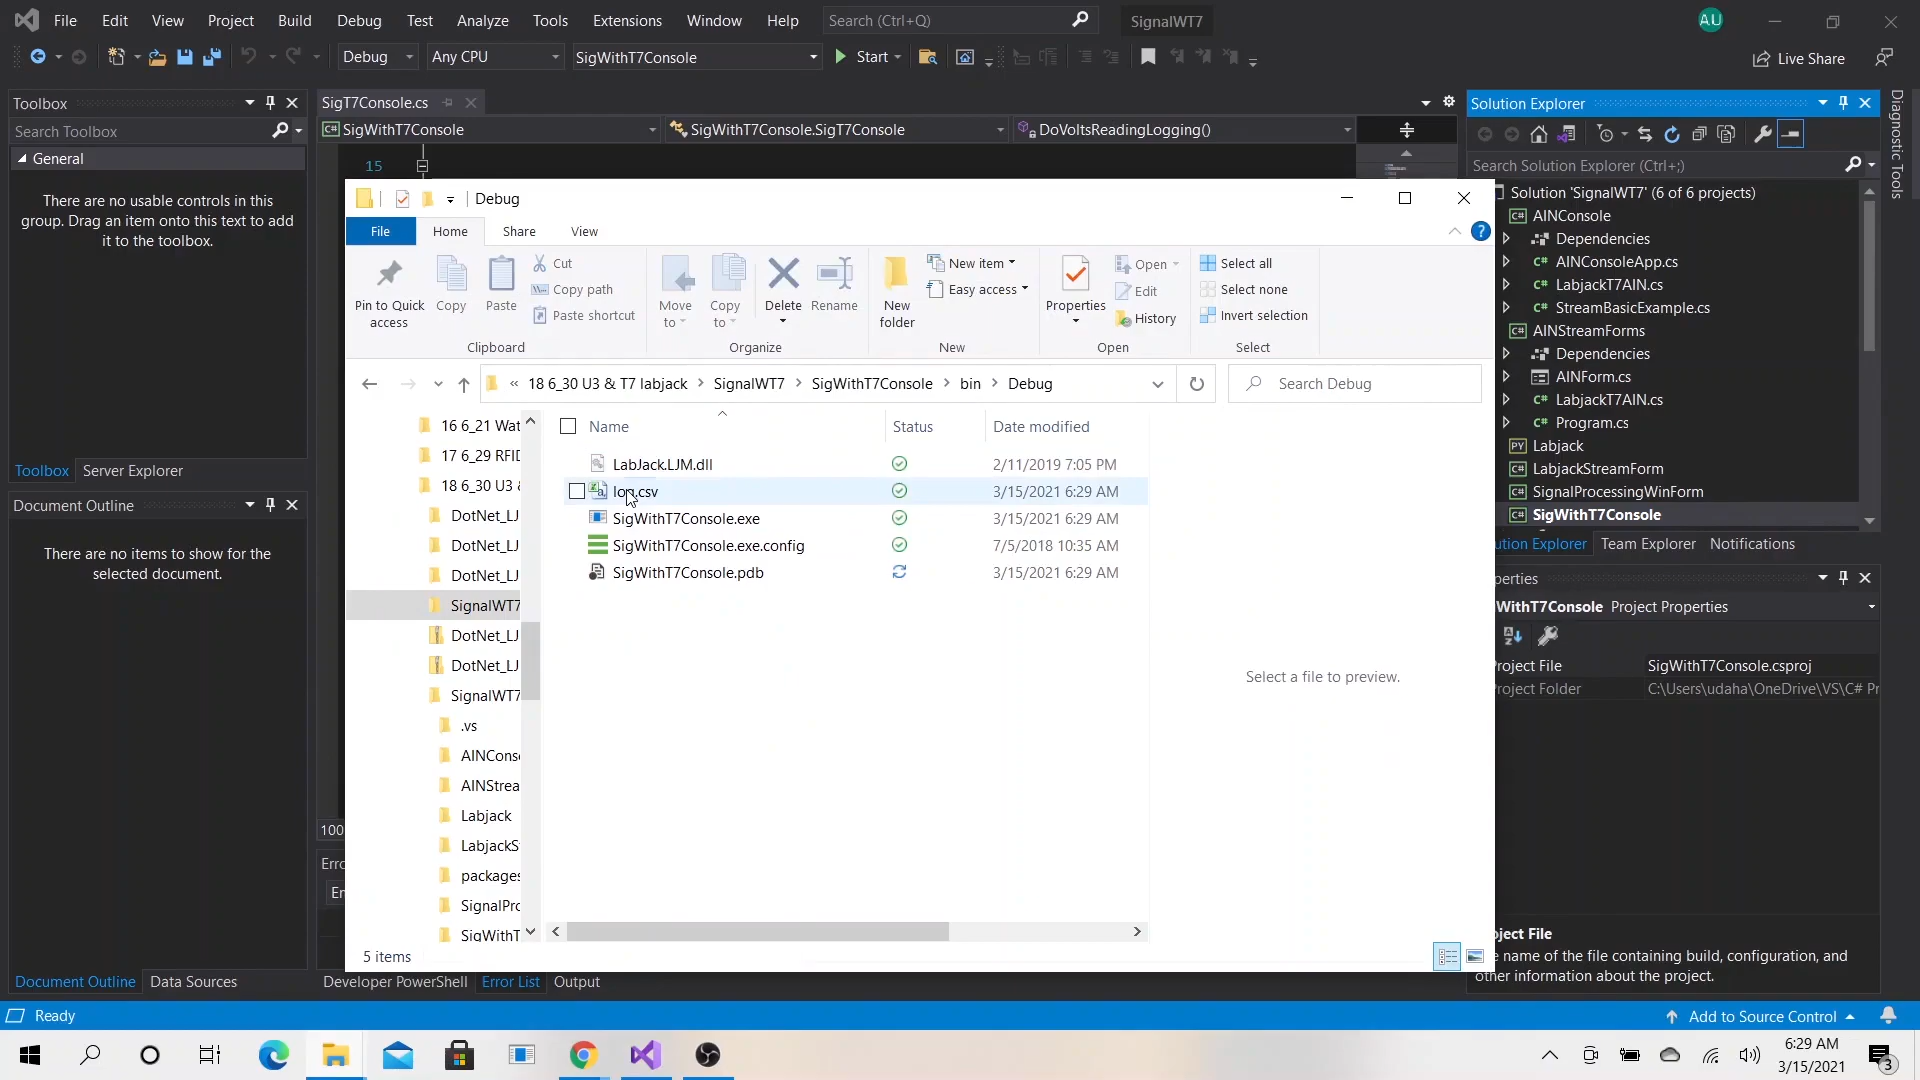 File Edit View Project Build Debug Test Analyze Tools Extensions Window Help Search (Ctrl+Q) SignalWT7 AU
Debug Any CPU SigWithT7Console Start Live Share
Toolbox
Search Toolbox
General
There are no usable controls in this
group. Drag an item onto this text to add
it to the toolbox.
Toolbox Server Explorer
Document Outline
There are no items to show for the
selected document.
Document Outline Data Sources
SigT7Console.cs
SigWithT7Console SigWithT7Console.SigT7Console DoVoltsReadingLogging()
15
Debug
File Home Share View
Pin to Quick
access
Copy
Paste
Cut
Copy path
Paste shortcut
Clipboard
Move
to
Copy
to
Delete
Rename
Organize
New
folder
New item
Easy access
New
Properties
Open
Edit
History
Open
Select all
Select none
Invert selection
Select
« 18 6_30 U3 & T7 labjack > SignalWT7 > SigWithT7Console > bin > Debug
Search Debug
16 6_21 Wat
17 6_29 RFID
18 6_30 U3 &
DotNet_LJ
DotNet_LJ
DotNet_LJ
SignalWT7
DotNet_LJ
DotNet_LJ
SignalWT7
.vs
AINCons
AINStrea
Labjack
LabjackS
packages
SignalPro
SigWithT
Name Status Date modified
LabJack.LJM.dll 2/11/2019 7:05 PM
log.csv 3/15/2021 6:29 AM
SigWithT7Console.exe 3/15/2021 6:29 AM
SigWithT7Console.exe.config 7/5/2018 10:35 AM
SigWithT7Console.pdb 3/15/2021 6:29 AM
Select a file to preview.
5 items
100
Erro
En
Developer PowerShell Error List Output
Solution Explorer
Search Solution Explorer (Ctrl+;)
Solution 'SignalWT7' (6 of 6 projects)
C# AINConsole
Dependencies
C# AINConsoleApp.cs
C# LabjackT7AIN.cs
C# StreamBasicExample.cs
C# AINStreamForms
Dependencies
AINForm.cs
C# LabjackT7AIN.cs
C# Program.cs
PY Labjack
C# LabjackStreamForm
C# SignalProcessingWinForm
C# SigWithT7Console
ution Explorer Team Explorer Notifications
perties
WithT7Console Project Properties
roject File SigWithT7Console.csproj
roject Folder C:\Users\udaha\OneDrive\VS\C# Pr
oject File
e name of the file containing build, configuration, and
other information about the project.
Diagnostic Tools
Ready Add to Source Control
6:29 AM
3/15/2021
3